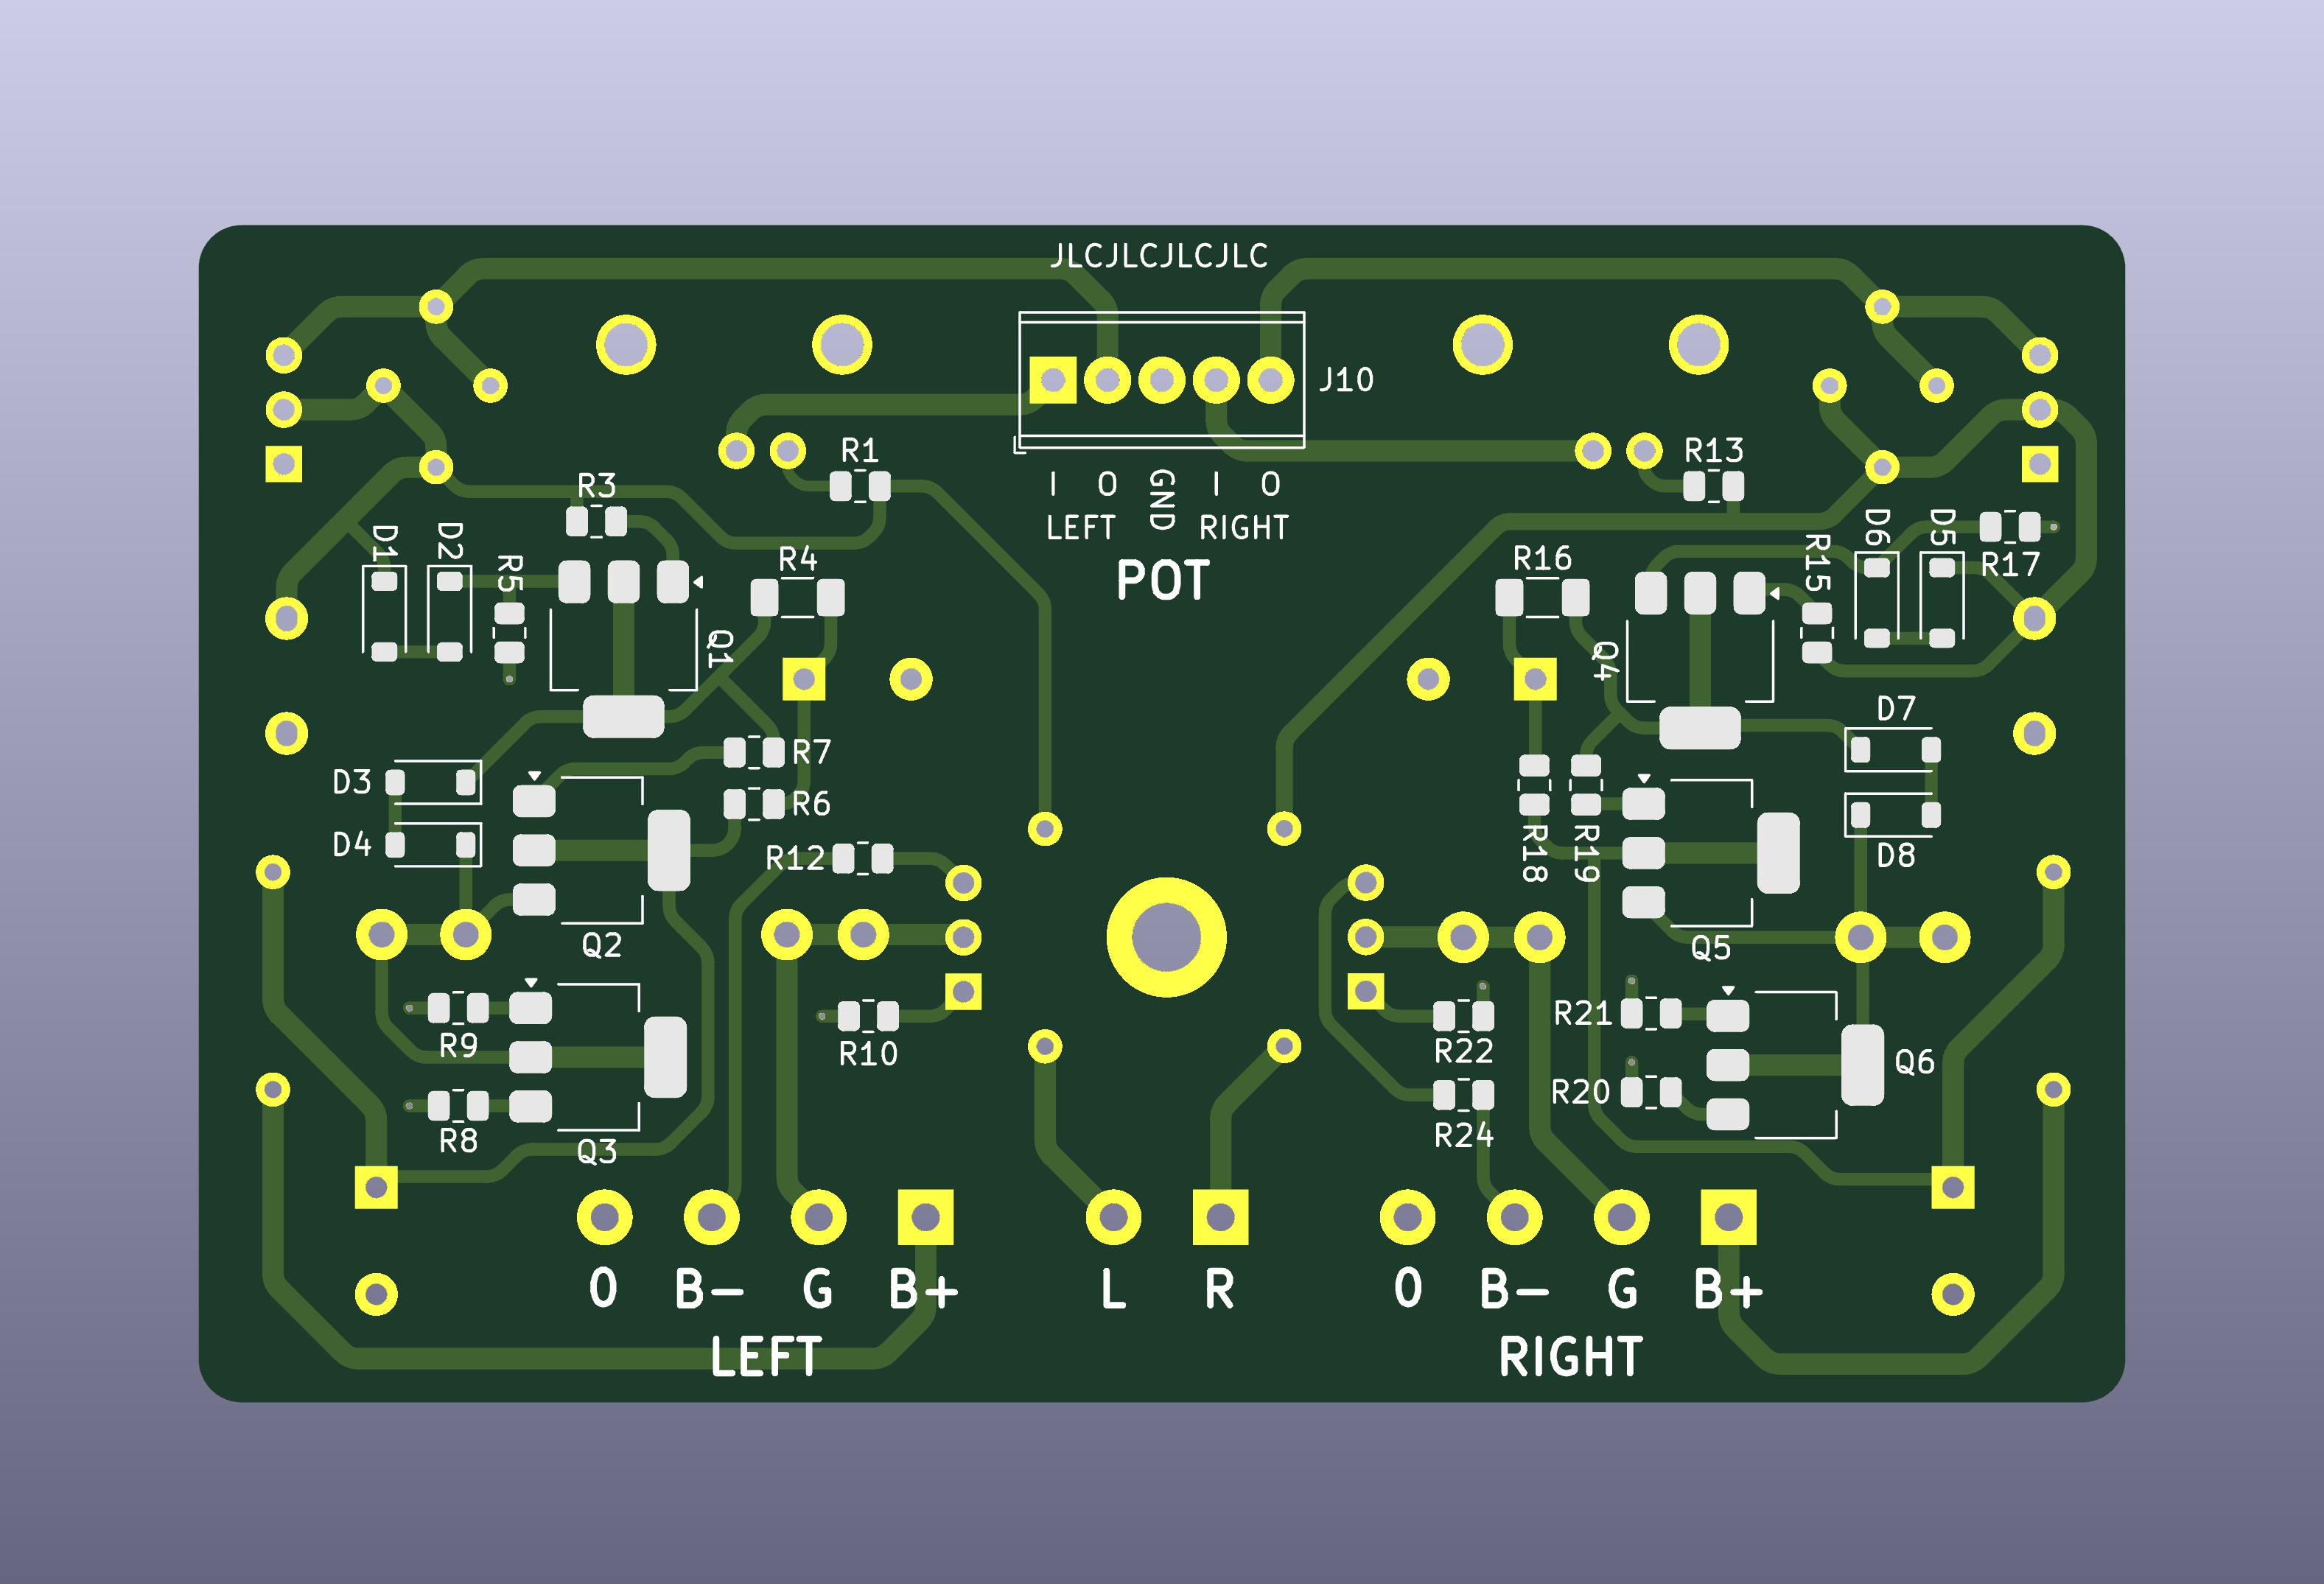 JLCJLCJLCJLC
J10
R1
R13
I O GND I O
LEFT RIGHT
POT
R3
D1
D2
R5
R4
R16
R15
D6
D5
R17
Q1
Q4
D7
D3
R7
R6
D4
R12
R18
R19
D8
Q2
Q5
R9
R10
R21
R22
Q6
R20
R8
Q3
R24
O B- G B+ L R O B- G B+
LEFT RIGHT